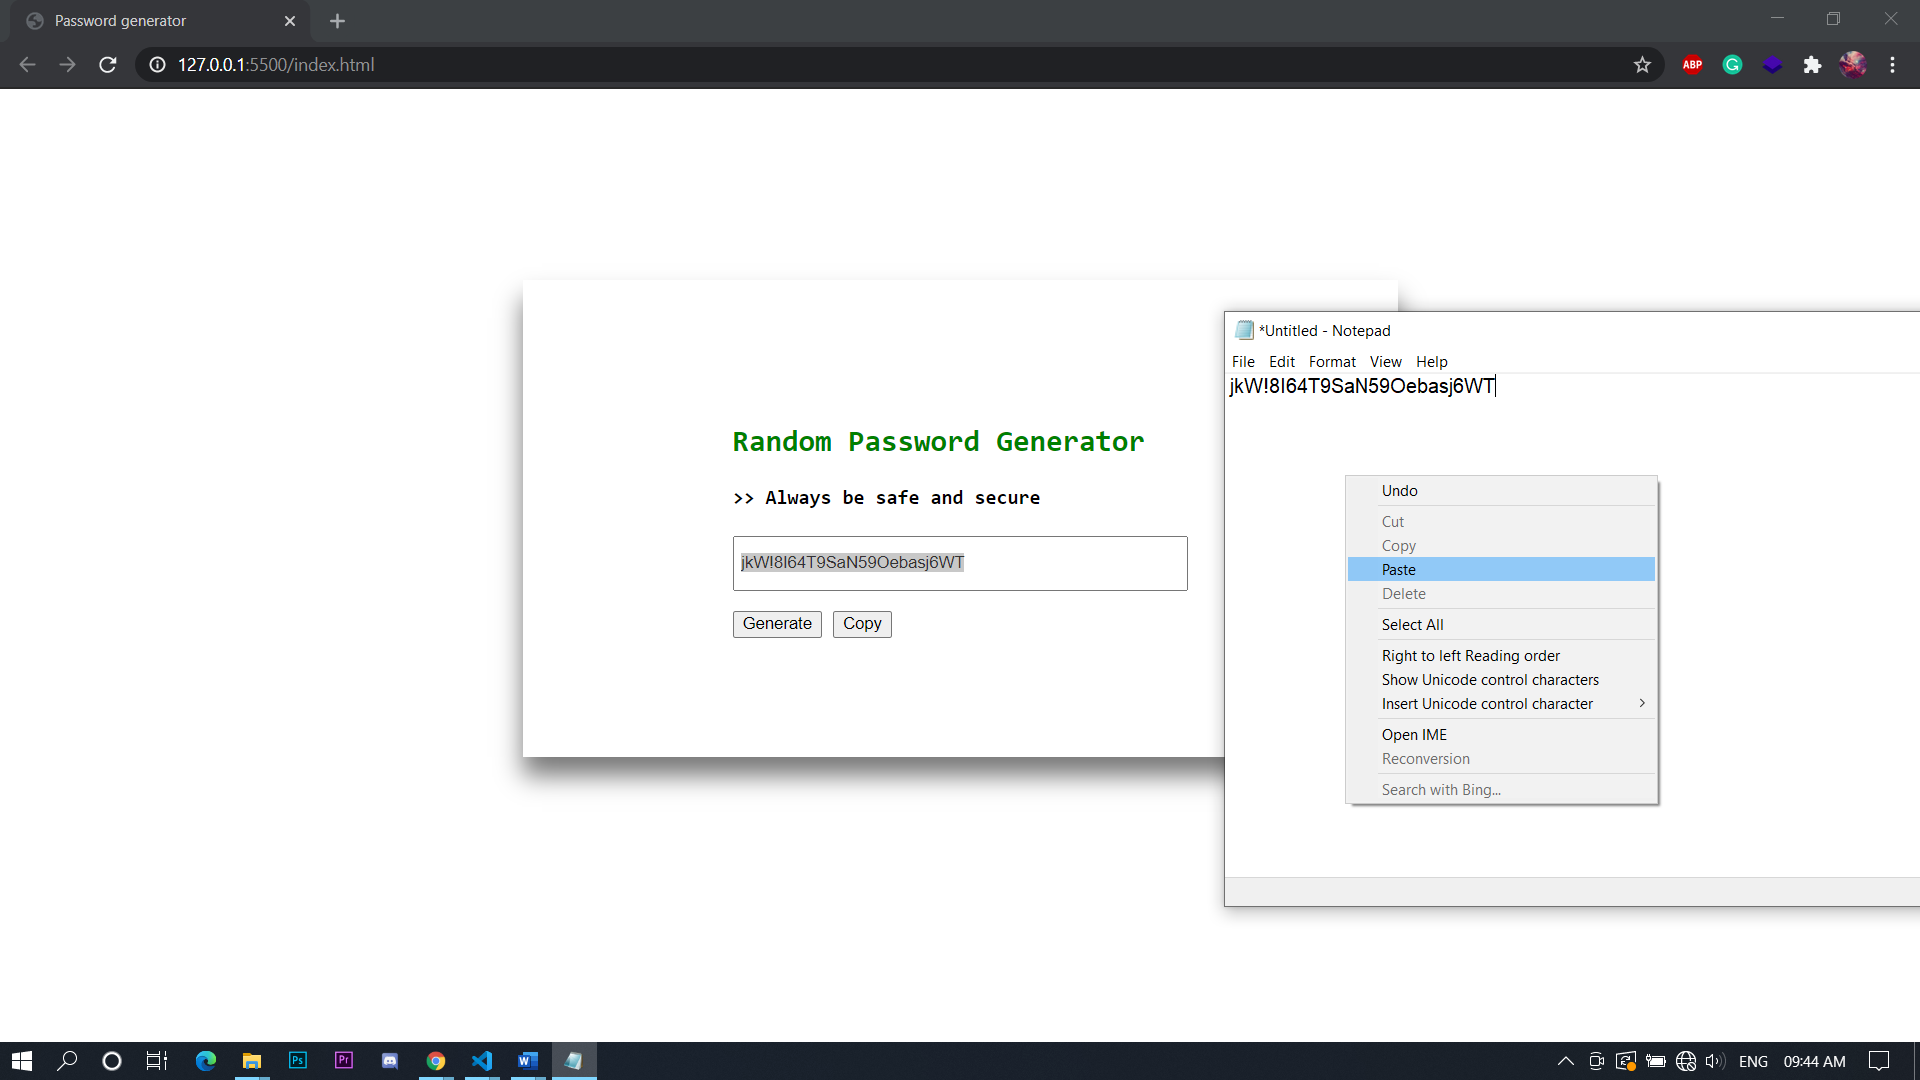 Password generator
127.0.0.1:5500/index.html
ABP
Random Password Generator
>> Always be safe and secure
jkW!8I64T9SaN59Oebasj6WT
Generate Copy
*Untitled - Notepad
File Edit Format View Help
jkW!8I64T9SaN59Oebasj6WT
Undo
Cut
Copy
Paste
Delete
Select All
Right to left Reading order
Show Unicode control characters
Insert Unicode control character
Open IME
Reconversion
Search with Bing...
Ps Pr W ENG 09:44 AM